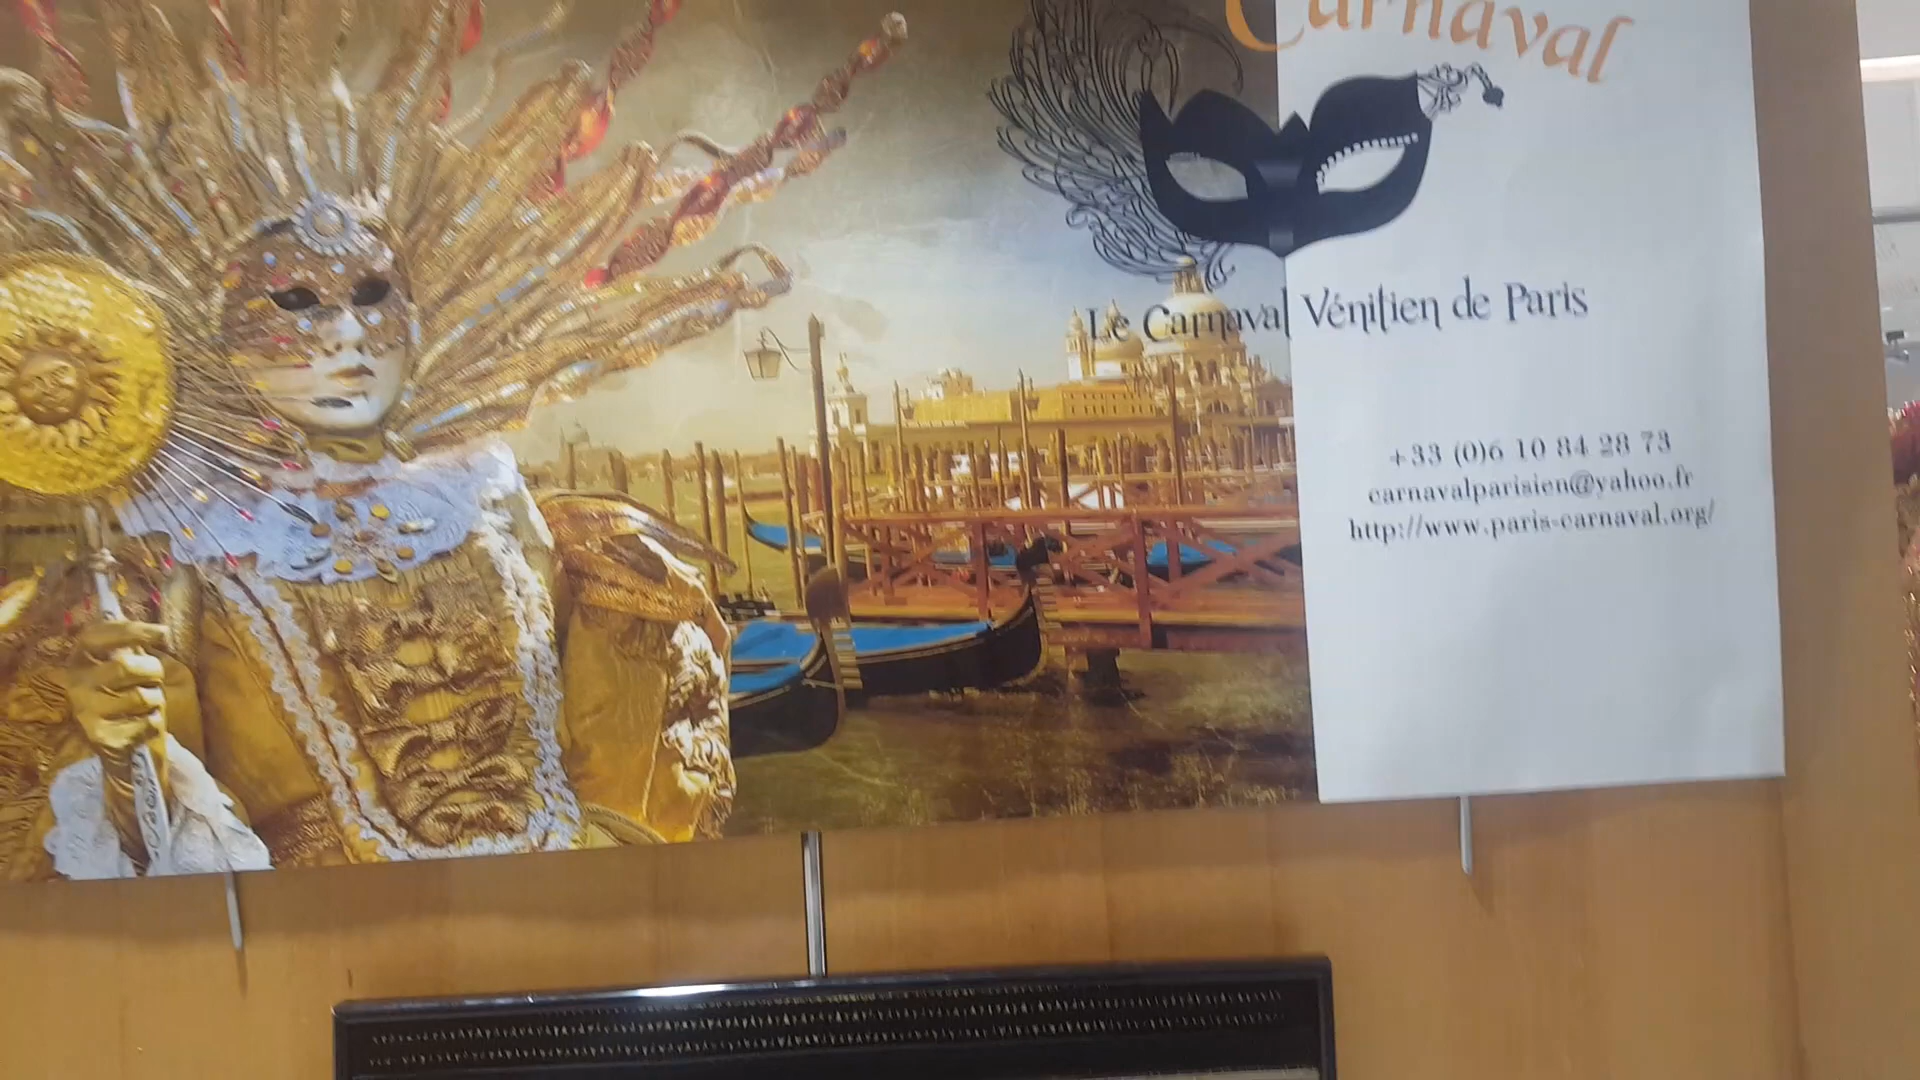 Carnaval
Le Carnaval Vénitien de Paris
+33 (0)6 10 84 28 73
carnavalparisien@yahoo.fr
http://www.paris-carnaval.org/